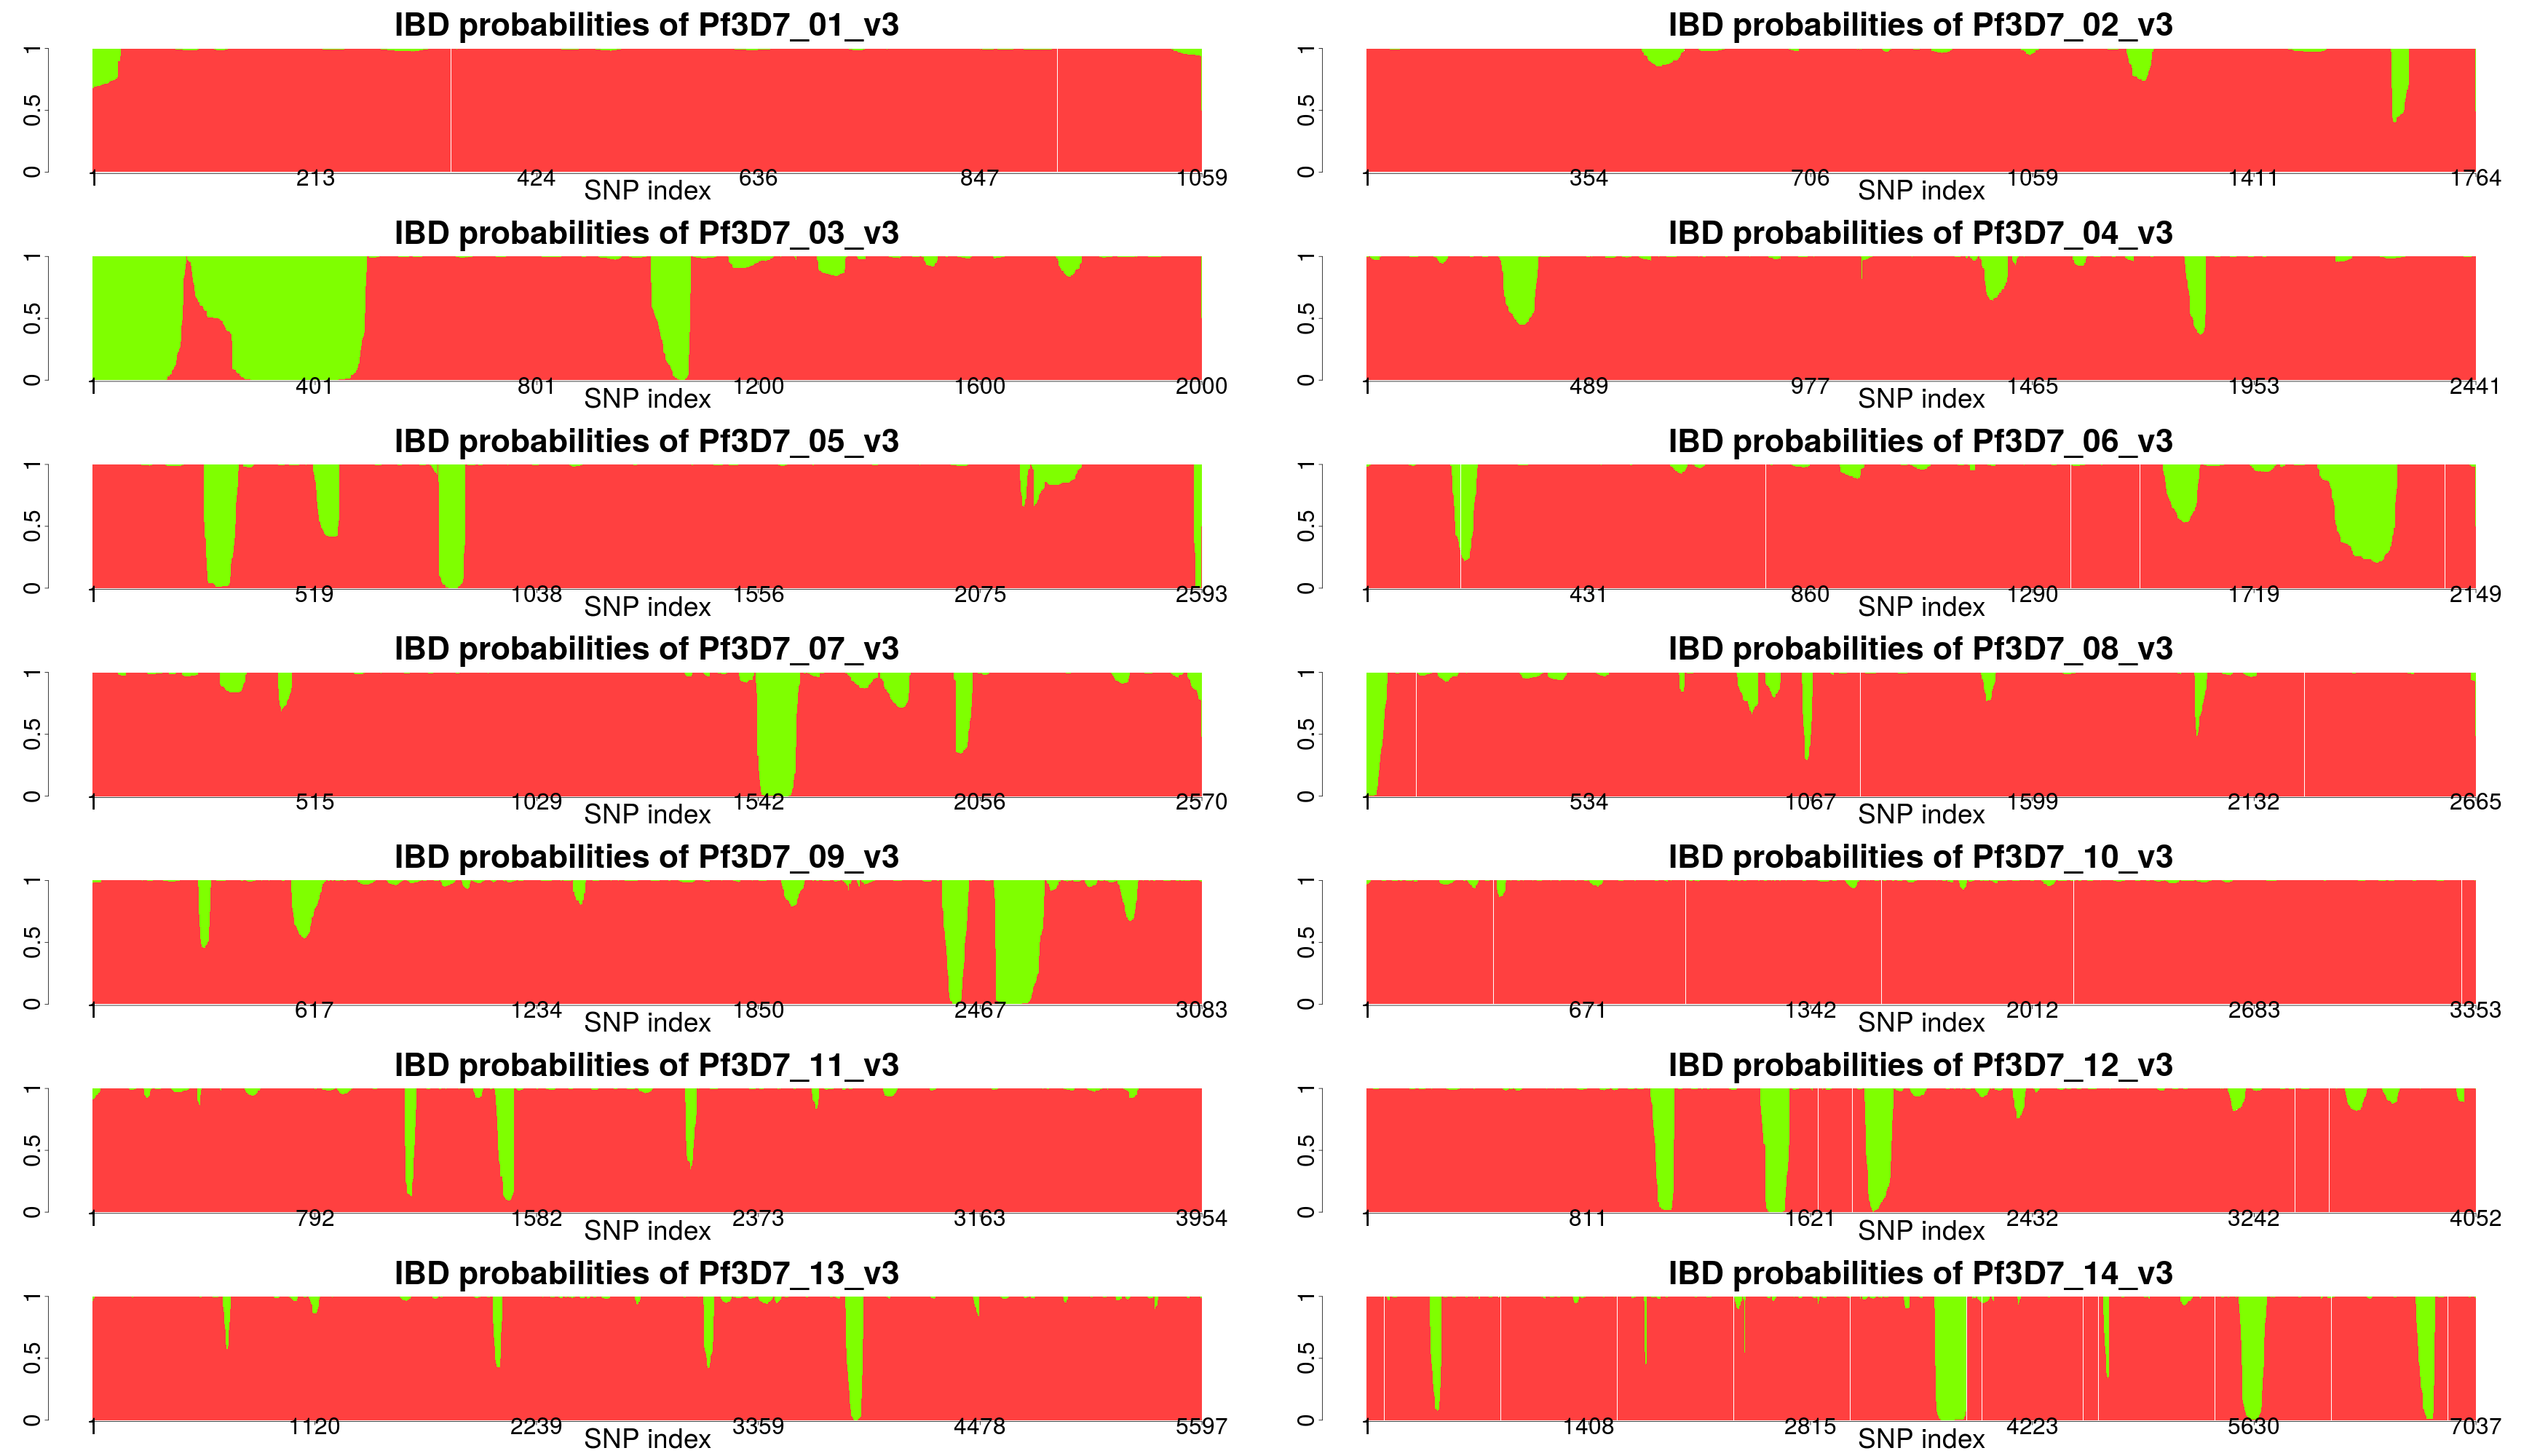 IBD probabilities of Pf3D7_01_v3
0 0.5 1
1 213 424 636 847 1059
SNP index
IBD probabilities of Pf3D7_02_v3
0 0.5 1
1 354 706 1059 1411 1764
SNP index
IBD probabilities of Pf3D7_03_v3
0 0.5 1
1 401 801 1200 1600 2000
SNP index
IBD probabilities of Pf3D7_04_v3
0 0.5 1
1 489 977 1465 1953 2441
SNP index
IBD probabilities of Pf3D7_05_v3
0 0.5 1
1 519 1038 1556 2075 2593
SNP index
IBD probabilities of Pf3D7_06_v3
0 0.5 1
1 431 860 1290 1719 2149
SNP index
IBD probabilities of Pf3D7_07_v3
0 0.5 1
1 515 1029 1542 2056 2570
SNP index
IBD probabilities of Pf3D7_08_v3
0 0.5 1
1 534 1067 1599 2132 2665
SNP index
IBD probabilities of Pf3D7_09_v3
0 0.5 1
1 617 1234 1850 2467 3083
SNP index
IBD probabilities of Pf3D7_10_v3
0 0.5 1
1 671 1342 2012 2683 3353
SNP index
IBD probabilities of Pf3D7_11_v3
0 0.5 1
1 792 1582 2373 3163 3954
SNP index
IBD probabilities of Pf3D7_12_v3
0 0.5 1
1 811 1621 2432 3242 4052
SNP index
IBD probabilities of Pf3D7_13_v3
0 0.5 1
1 1120 2239 3359 4478 5597
SNP index
IBD probabilities of Pf3D7_14_v3
0 0.5 1
1 1408 2815 4223 5630 7037
SNP index